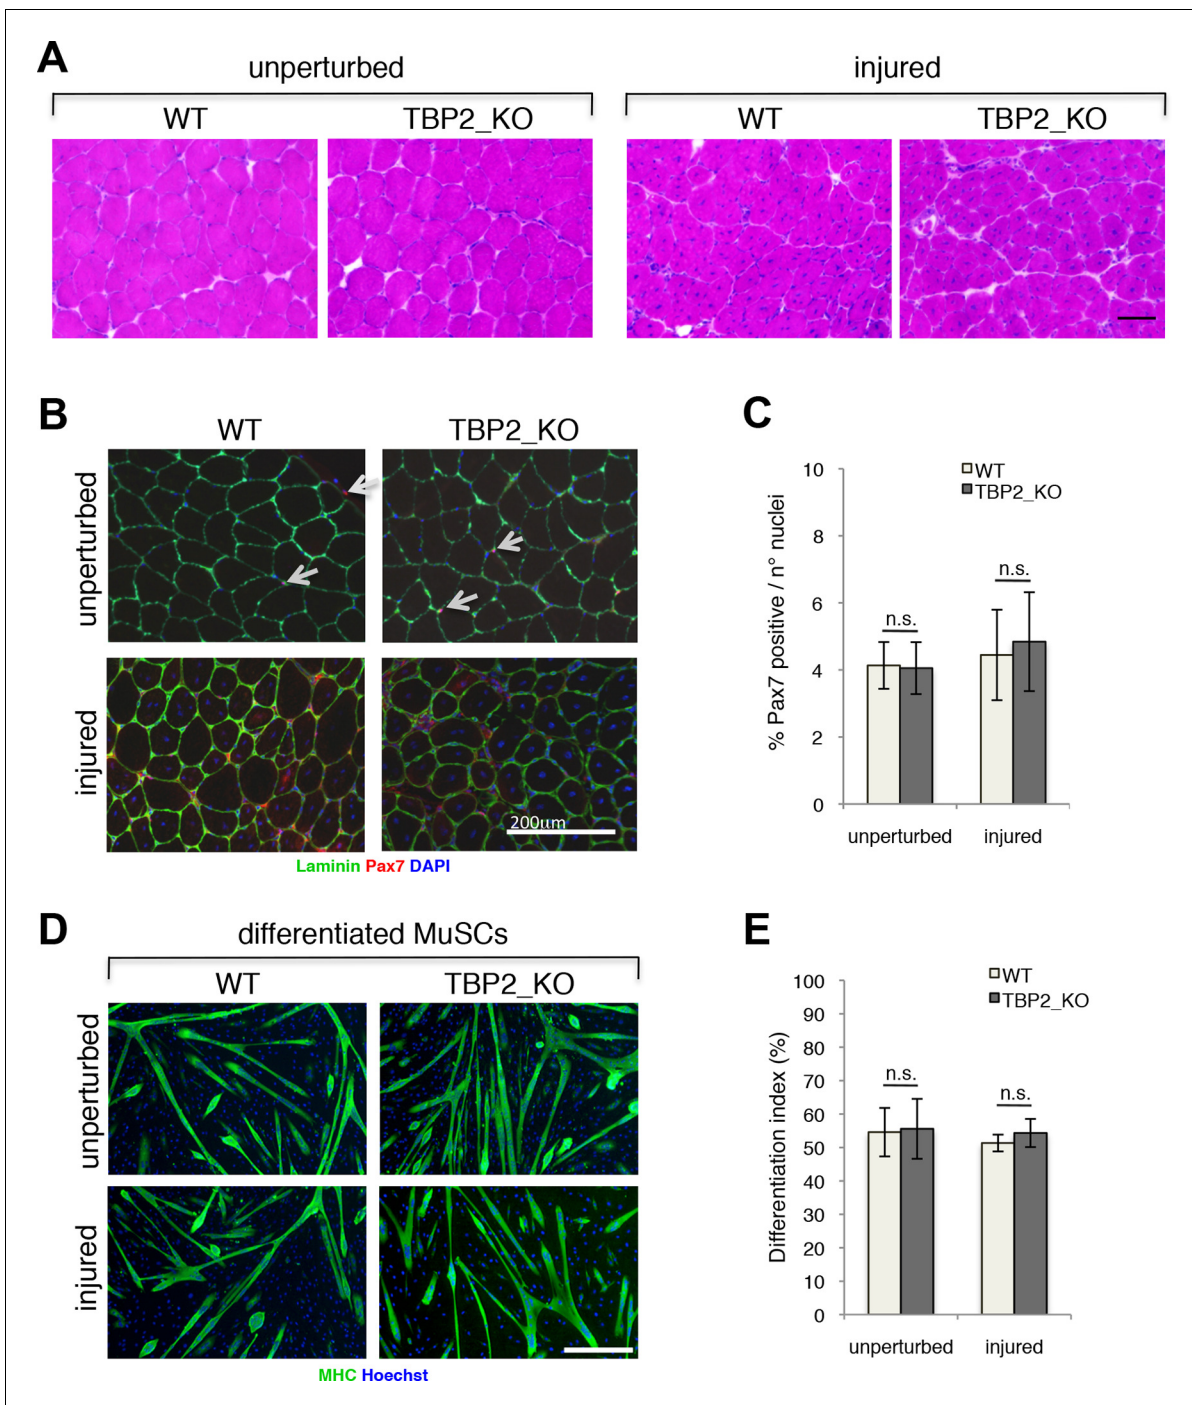 A
unperturbed
injured
WT
TBP2_KO
WT
TBP2_KO
B
WT
TBP2_KO
unperturbed
injured
200µm
Laminin Pax7 DAPI
C
WT
TBP2_KO
% Pax7 positive / n° nuclei
10
8
6
4
2
0
n.s.
n.s.
unperturbed
injured
D
differentiated MuSCs
WT
TBP2_KO
unperturbed
injured
MHC Hoechst
E
WT
TBP2_KO
Differentiation index (%)
100
90
80
70
60
50
40
30
20
10
0
n.s.
n.s.
unperturbed
injured